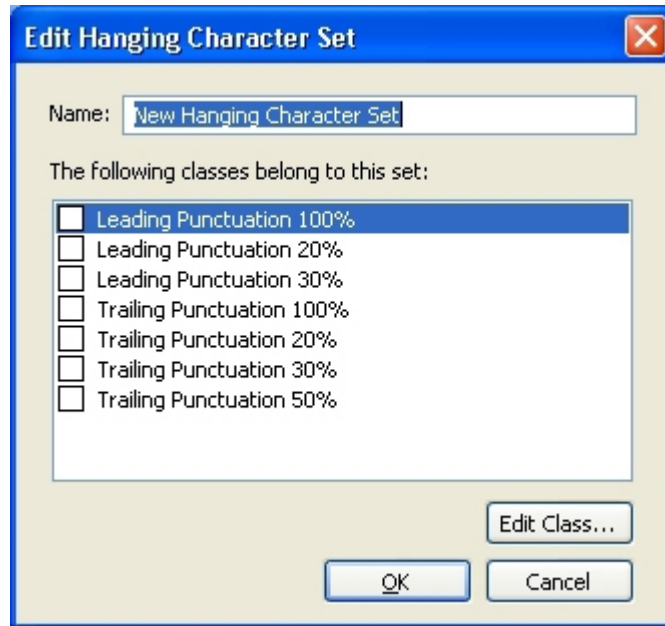 Edit Hanging Character Set
Name: New Hanging Character Set
The following classes belong to this set:
Leading Punctuation 100%
Leading Punctuation 20%
Leading Punctuation 30%
Trailing Punctuation 100%
Trailing Punctuation 20%
Trailing Punctuation 30%
Trailing Punctuation 50%
Edit Class...
OK Cancel